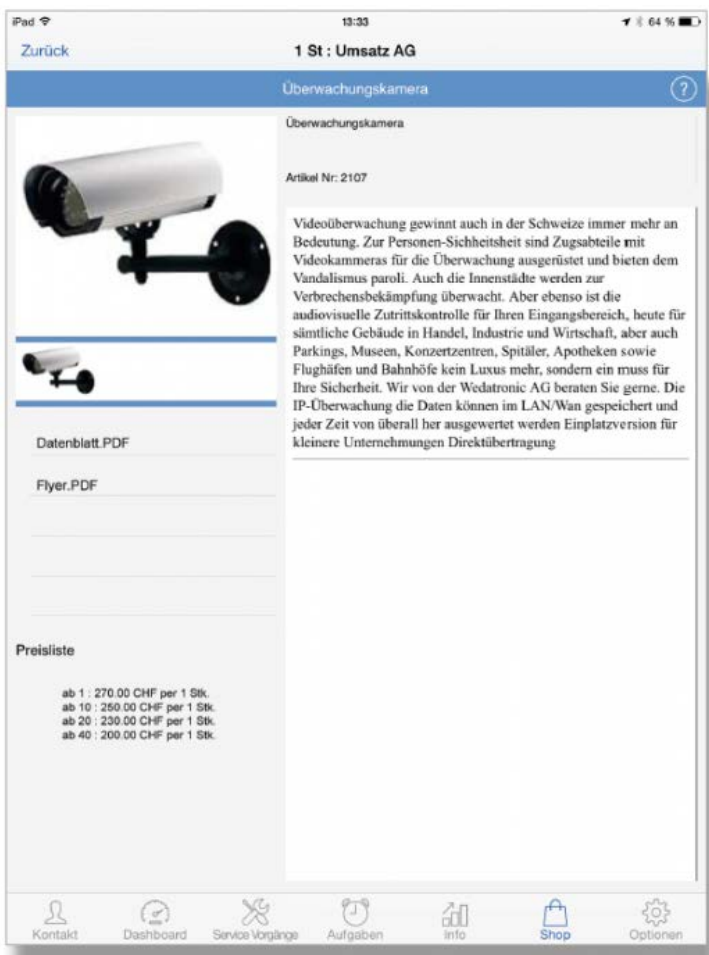 iPad 13:33 64 %
Zurück 1 St : Umsatz AG
Überwachungskamera ?
Überwachungskamera
Artikel Nr: 2107
Videoüberwachung gewinnt auch in der Schweize immer mehr an
Bedeutung. Zur Personen-Sichheitsheit sind Zugsabteile mit
Videokammeras für die Überwachung ausgerüstet und bieten dem
Vandalismus paroli. Auch die Innenstädte werden zur
Verbrechensbekämpfung überwacht. Aber ebenso ist die
audiovisuelle Zutrittskontrolle für Ihren Eingangsbereich, heute für
sämtliche Gebäude in Handel, Industrie und Wirtschaft, aber auch
Parkings, Museen, Konzertzentren, Spitäler, Apotheken sowie
Flughäfen und Bahnhöfe kein Luxus mehr, sondern ein muss für
Ihre Sicherheit. Wir von der Wedatronic AG beraten Sie gerne. Die
IP-Überwachung die Daten können im LAN/Wan gespeichert und
jeder Zeit von überall her ausgewertet werden Einplatzversion für
kleinere Unternehmungen Direktübertragung
Datenblatt.PDF
Flyer.PDF
Preisliste
ab 1 : 270.00 CHF per 1 Stk.
ab 10 : 250.00 CHF per 1 Stk.
ab 20 : 230.00 CHF per 1 Stk.
ab 40 : 200.00 CHF per 1 Stk.
Kontakt Dashboard Service Vorgänge Aufgaben Info Shop Optionen